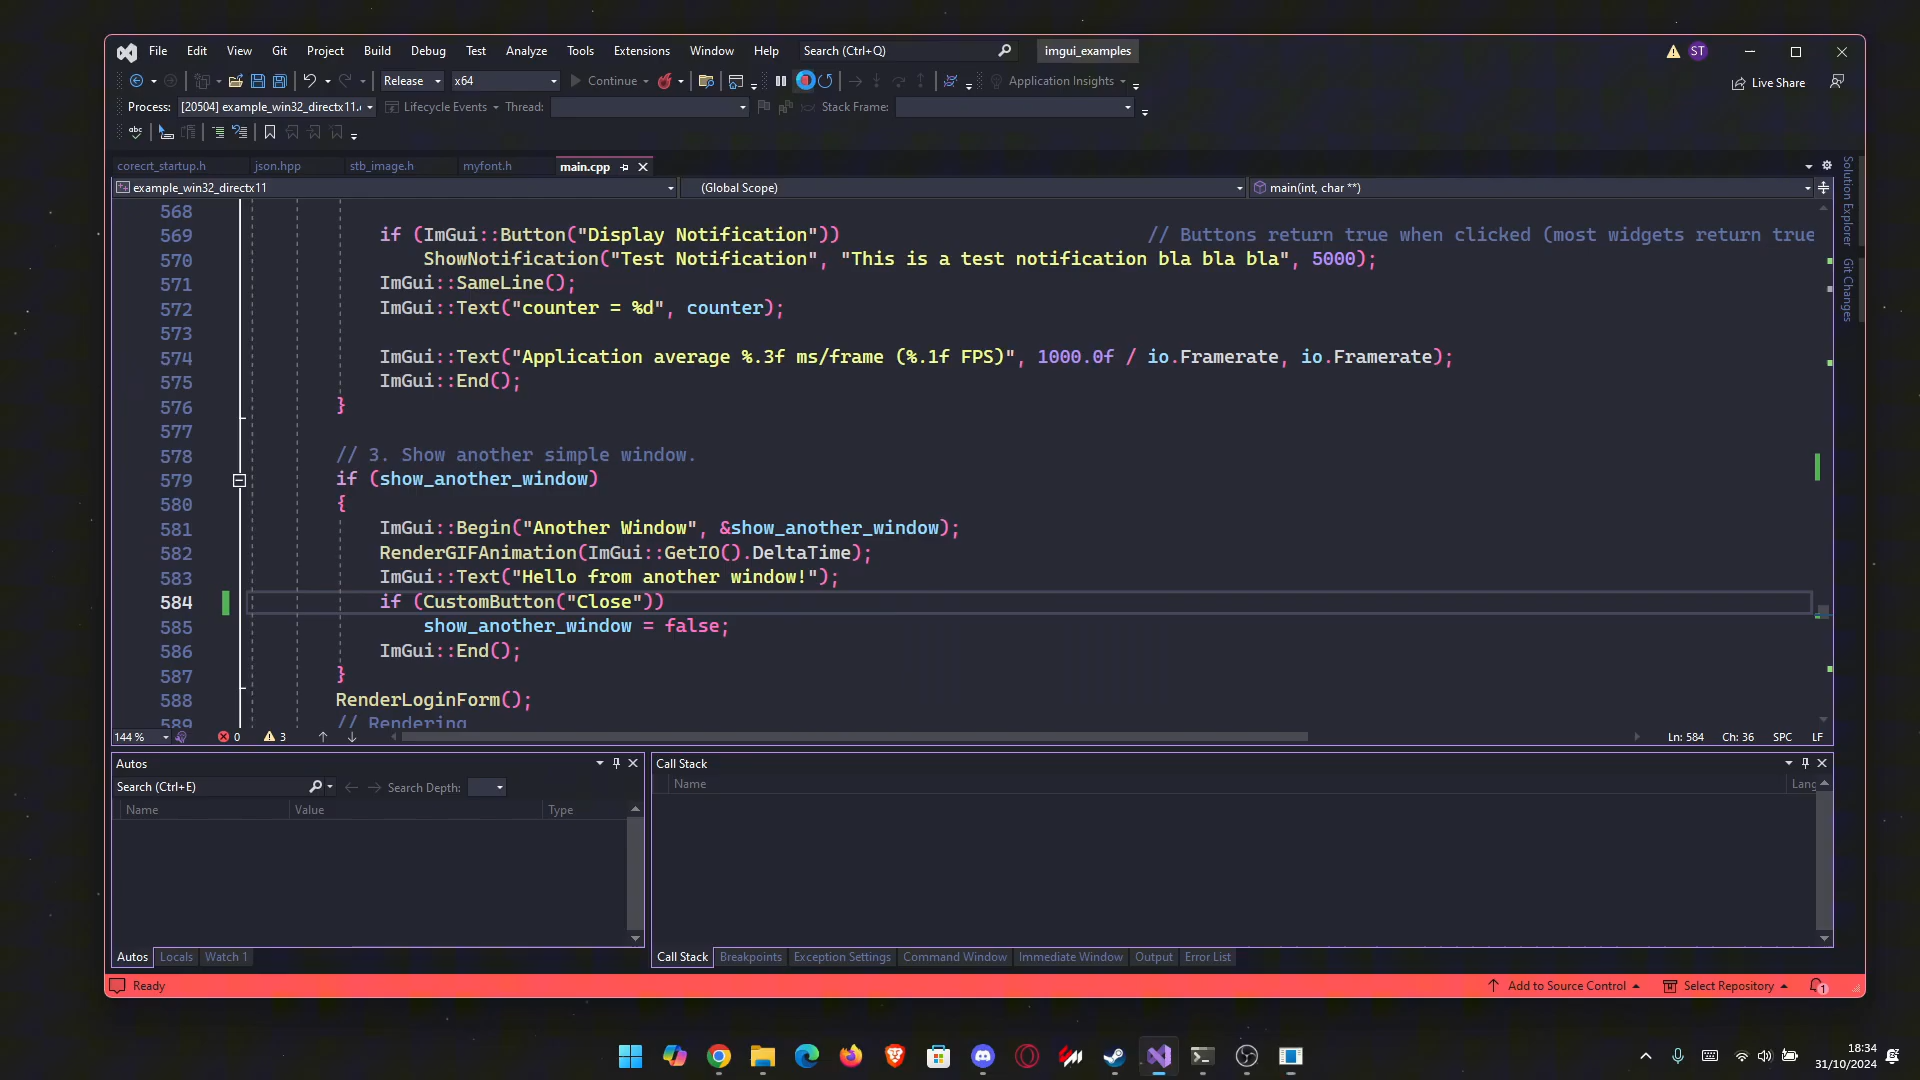 File Edit View Git Project Build Debug Test Analyze Tools Extensions Window Help Search (Ctrl+Q) imgui_examples ST
Release x64 Continue Application Insights Live Share
Process: [20504] example_win32_directx11. Lifecycle Events Thread: Stack Frame:
abc
corecrt_startup.h json.hpp stb_image.h myfont.h main.cpp
example_win32_directx11 (Global Scope) main(int, char **)
Solution Explorer
Git Changes
568
569 if (ImGui::Button("Display Notification")) // Buttons return true when clicked (most widgets return true
570 ShowNotification("Test Notification", "This is a test notification bla bla bla", 5000);
571 ImGui::SameLine();
572 ImGui::Text("counter = %d", counter);
573
574 ImGui::Text("Application average %.3f ms/frame (%.1f FPS)", 1000.0f / io.Framerate, io.Framerate);
575 ImGui::End();
576 }
577
578 // 3. Show another simple window.
579 if (show_another_window)
580 {
581 ImGui::Begin("Another Window", &show_another_window);
582 RenderGIFAnimation(ImGui::GetIO().DeltaTime);
583 ImGui::Text("Hello from another window!");
584 if (CustomButton("Close"))
585 show_another_window = false;
586 ImGui::End();
587 }
588 RenderLoginForm();
589 // Rendering
144 % 0 3 Ln: 584 Ch: 36 SPC LF
Autos Call Stack
Search (Ctrl+E) Search Depth: Name Lang
Name Value Type
Autos Locals Watch 1 Call Stack Breakpoints Exception Settings Command Window Immediate Window Output Error List
Ready Add to Source Control Select Repository 1
18:34
31/10/2024